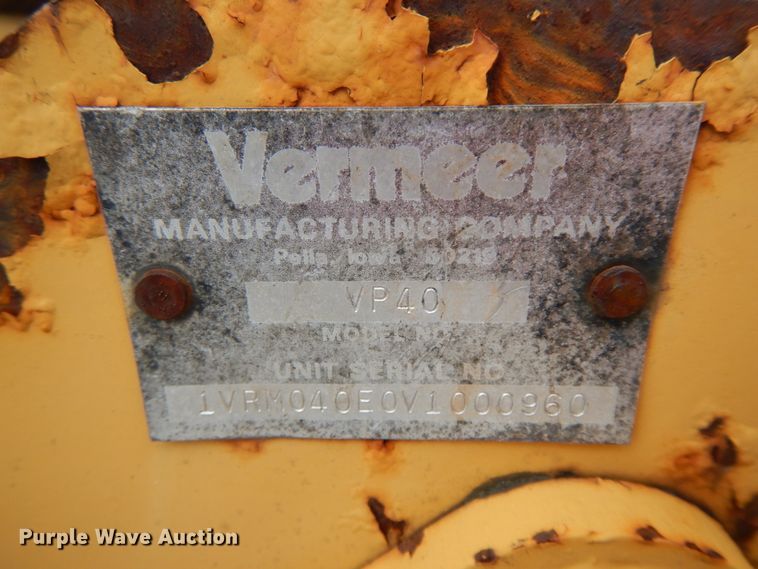 Vermeer
MANUFACTURING COMPANY
Pella, Iowa 50219
VP40
MODEL NO.
UNIT SERIAL NO
1VRM040E0V1000960
Purple Wave Auction